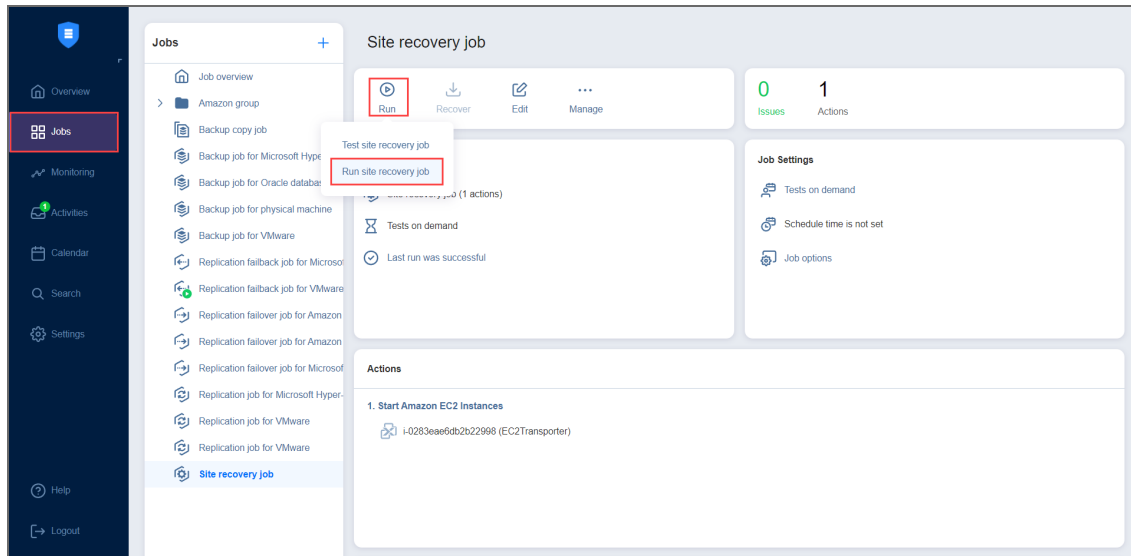 Overview
Jobs
Monitoring
1
Activities
Calendar
Search
Settings
Help
Logout
Jobs
+
Job overview
Amazon group
Backup copy job
Backup job for Microsoft Hype
Backup job for Oracle databas
Backup job for physical machine
Backup job for VMware
Replication failback job for Microsof
Replication failback job for VMware
Replication failover job for Amazon
Replication failover job for Amazon
Replication failover job for Microsof
Replication job for Microsoft Hyper-
Replication job for VMware
Replication job for VMware
Site recovery job
Site recovery job
Run
Recover
Edit
Manage
Test site recovery job
Run site recovery job
(1 actions)
Tests on demand
Last run was successful
0
Issues
1
Actions
Job Settings
Tests on demand
Schedule time is not set
Job options
Actions
1. Start Amazon EC2 Instances
i-0283eae6db2b22998 (EC2Transporter)